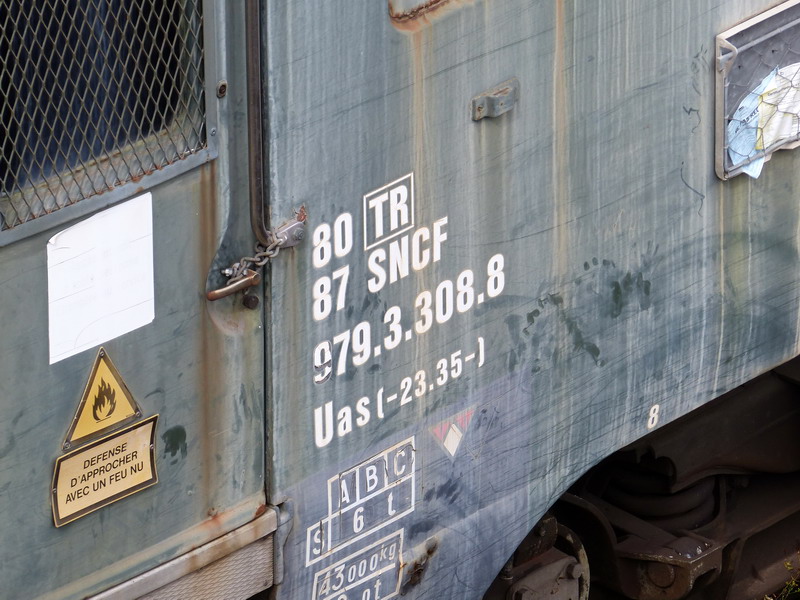 80 TR
87 SNCF
979.3.308.8
Uas (-23.35-)
8
A B C
S 6 t
43000kg
DEFENSE
D'APPROCHER
AVEC UN FEU NU